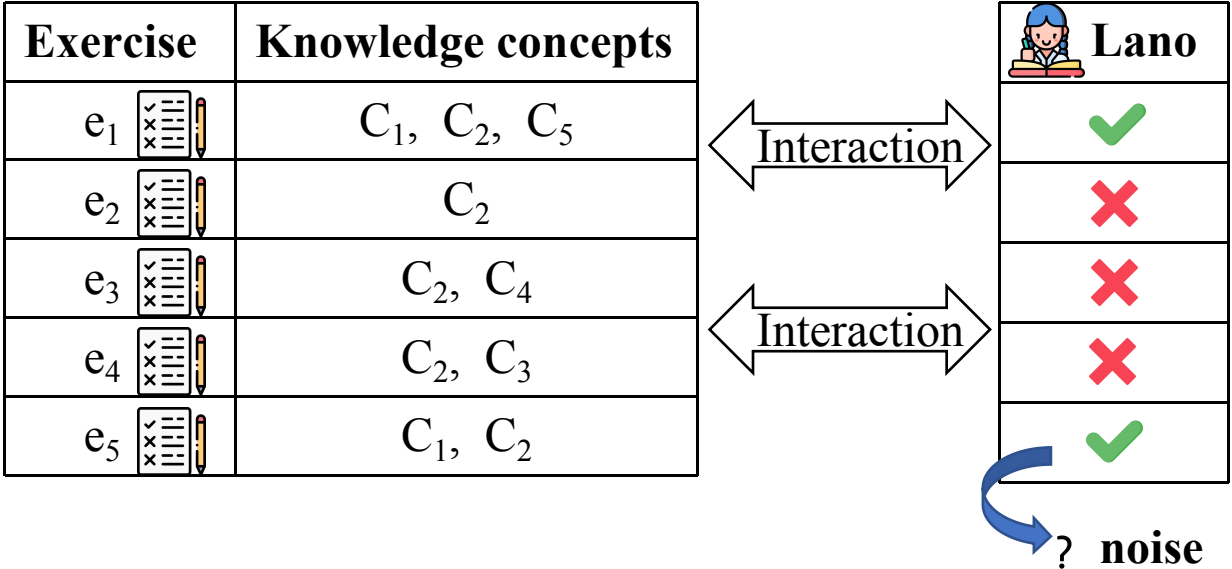 Exercise Knowledge concepts Lano
e₁ C₁, C₂, C₅
Interaction
e₂ C₂
e₃ C₂, C₄
Interaction
e₄ C₂, C₃
e₅ C₁, C₂
? noise